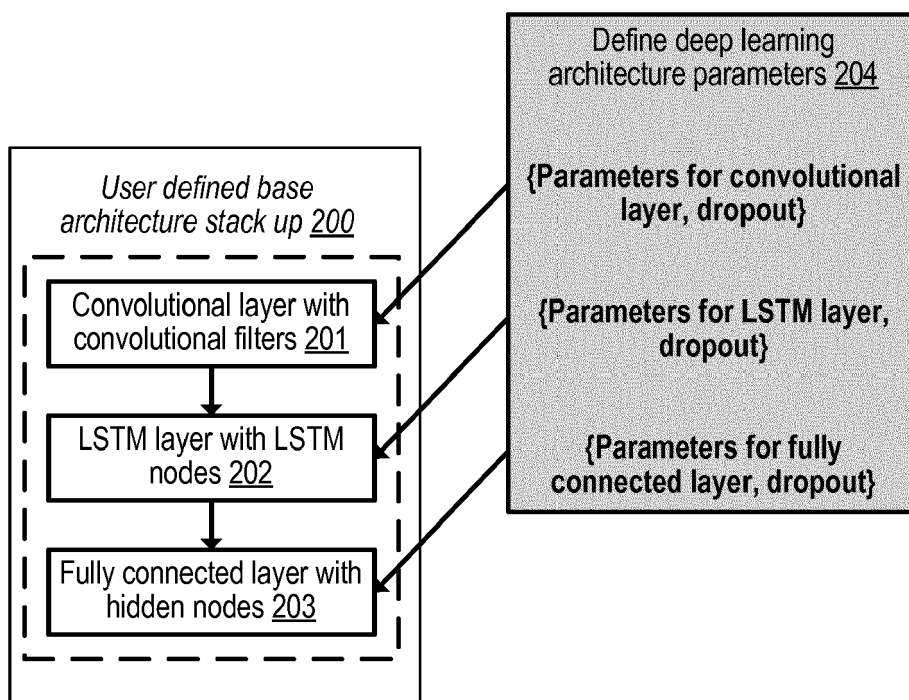 Define deep learning
architecture parameters 204
{Parameters for convolutional
layer, dropout}
{Parameters for LSTM layer,
dropout}
{Parameters for fully
connected layer, dropout}
User defined base
architecture stack up 200
Convolutional layer with
convolutional filters 201
LSTM layer with LSTM
nodes 202
Fully connected layer with
hidden nodes 203